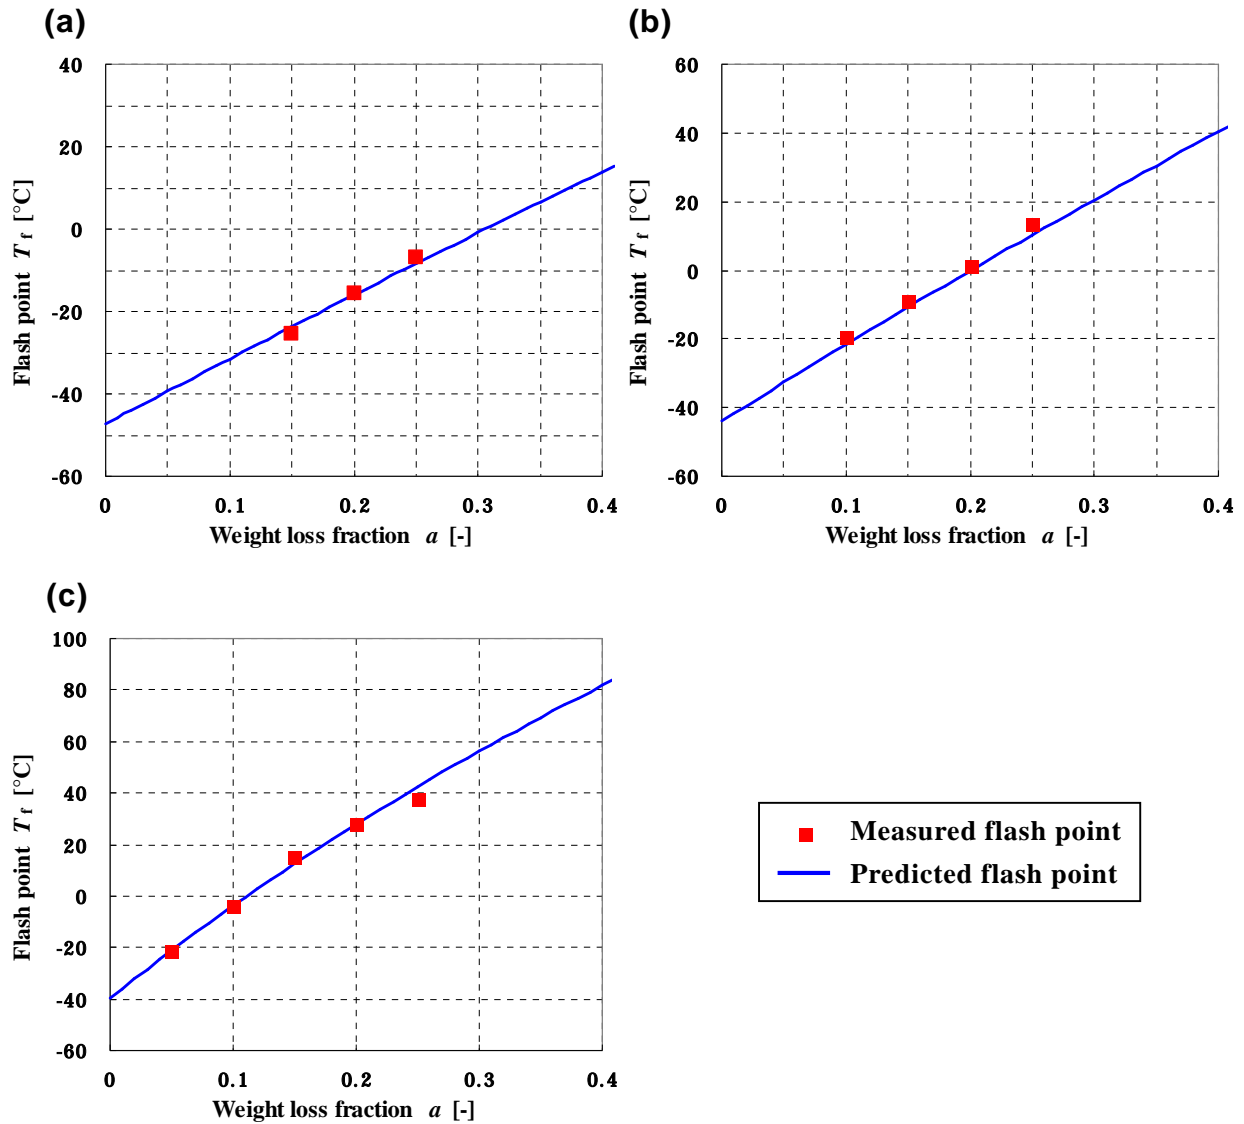 (a)
40
20
0
-20
-40
-60
Flash point T f [°C]
0 0.1 0.2 0.3 0.4
Weight loss fraction a [-]
(b)
60
40
20
0
-20
-40
-60
Flash point T f [°C]
0 0.1 0.2 0.3 0.4
Weight loss fraction a [-]
(c)
100
80
60
40
20
0
-20
-40
-60
Flash point T f [°C]
0 0.1 0.2 0.3 0.4
Weight loss fraction a [-]
Measured flash point
Predicted flash point